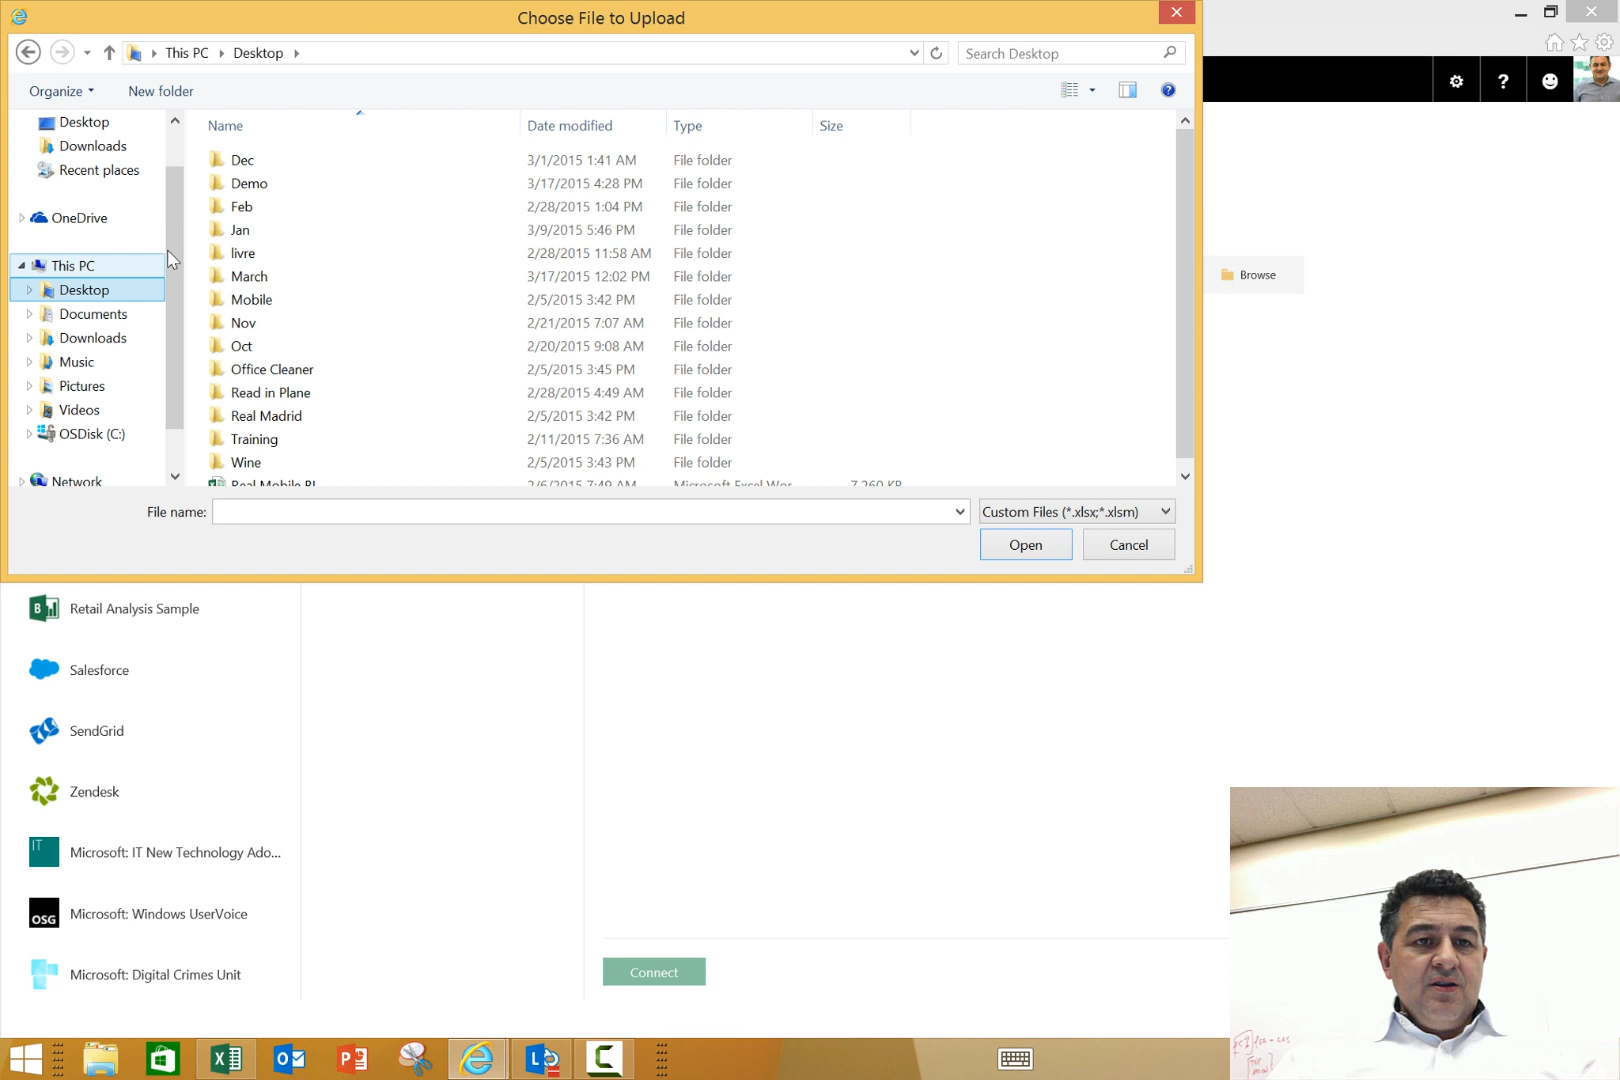 Choose File to Upload
This PC Desktop
Search Desktop
Organize New folder
Name Date modified Type Size
Desktop
Downloads
Recent places
OneDrive
This PC
Desktop
Documents
Downloads
Music
Pictures
Videos
OSDisk (C:)
Network
Dec 3/1/2015 1:41 AM File folder
Demo 3/17/2015 4:28 PM File folder
Feb 2/28/2015 1:04 PM File folder
Jan 3/9/2015 5:46 PM File folder
livre 2/28/2015 11:58 AM File folder
March 3/17/2015 12:02 PM File folder
Mobile 2/5/2015 3:42 PM File folder
Nov 2/21/2015 7:07 AM File folder
Oct 2/20/2015 9:08 AM File folder
Office Cleaner 2/5/2015 3:45 PM File folder
Read in Plane 2/28/2015 4:49 AM File folder
Real Madrid 2/5/2015 3:42 PM File folder
Training 2/11/2015 7:36 AM File folder
Wine 2/5/2015 3:43 PM File folder
Real Mobile BI 2/6/2015 7:49 AM Microsoft Excel Wor... 7,260 KB
File name: Custom Files (*.xlsx;*.xlsm)
Open Cancel
Browse
Retail Analysis Sample
Salesforce
SendGrid
Zendesk
IT Microsoft: IT New Technology Ado...
OSG Microsoft: Windows UserVoice
Microsoft: Digital Crimes Unit
Connect